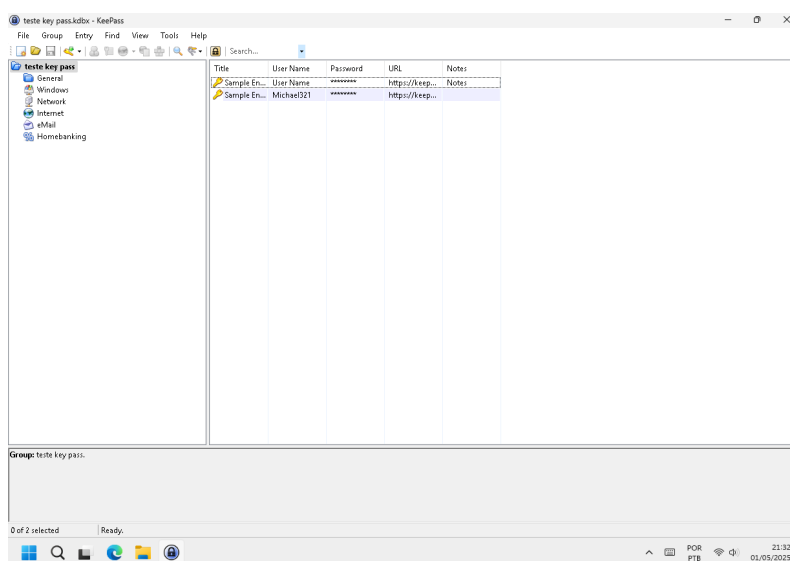 teste key pass.kdbx - KeePass
File Group Entry Find View Tools Help
Search...
teste key pass
General
Windows
Network
Internet
eMail
Homebanking
Title User Name Password URL Notes
Sample En... User Name ******** https://keep... Notes
Sample En... Michael321 ******** https://keep...
Group: teste key pass.
0 of 2 selected Ready.
POR
PTB
21:32
01/05/2025